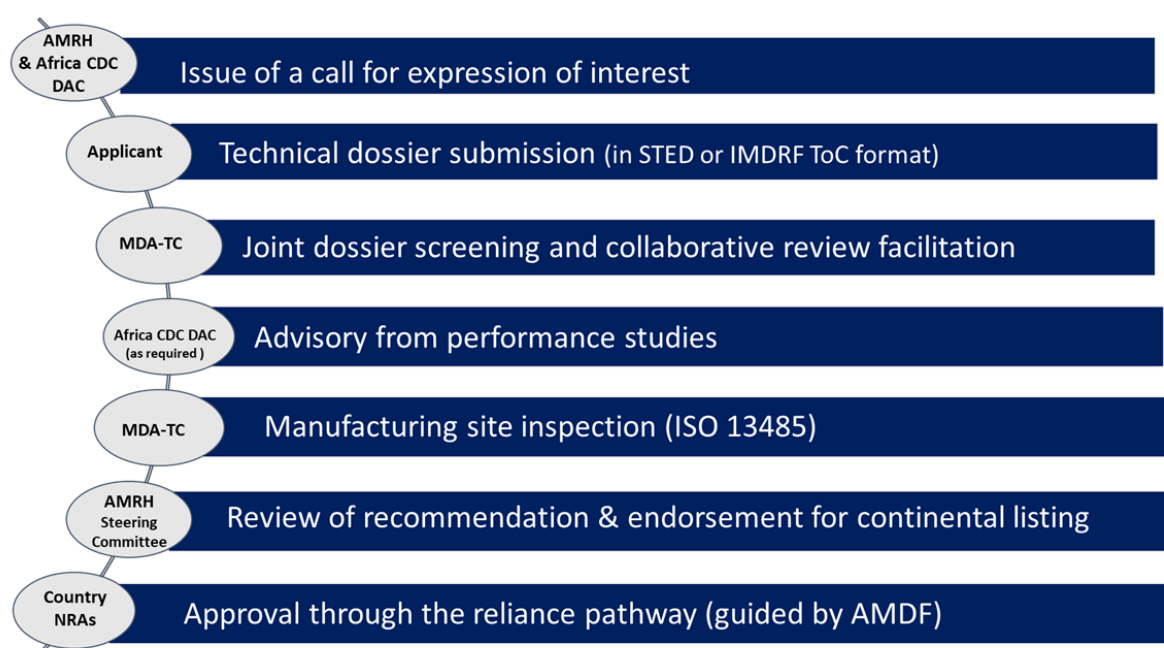 AMRH
& Africa CDC
DAC
Issue of a call for expression of interest
Applicant
Technical dossier submission (in STED or IMDRF ToC format)
MDA-TC
Joint dossier screening and collaborative review facilitation
Africa CDC DAC
(as required )
Advisory from performance studies
MDA-TC
Manufacturing site inspection (ISO 13485)
AMRH
Steering
Committee
Review of recommendation & endorsement for continental listing
Country
NRAs
Approval through the reliance pathway (guided by AMDF)